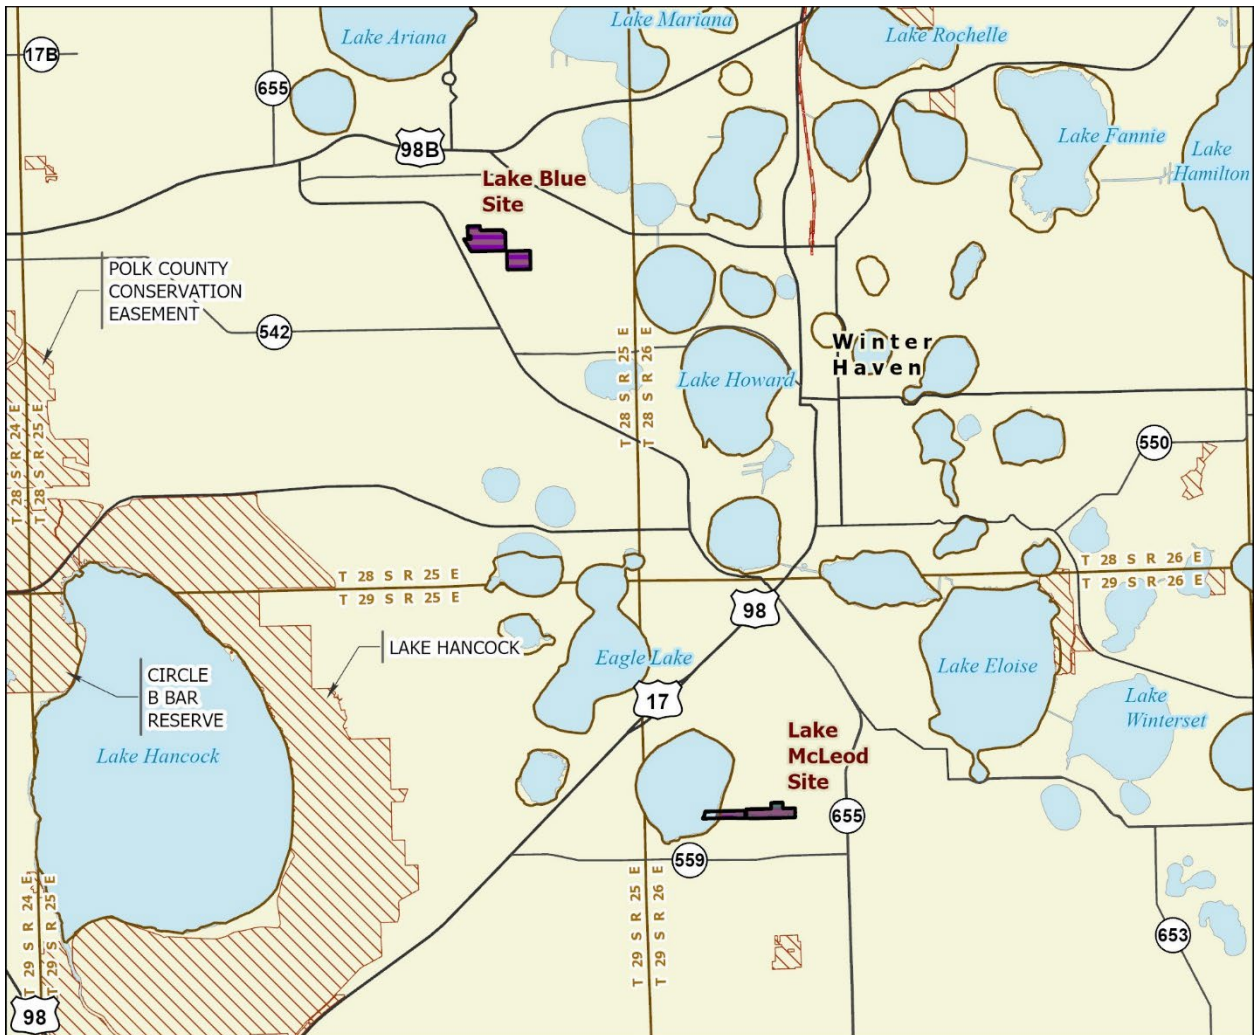 Lake Ariana
Lake Mariana
Lake Rochelle
17B
655
98B
Lake Fannie
Lake
Hamilton
Lake Blue
Site
POLK COUNTY
CONSERVATION
EASEMENT
542
T 28 S R 25 E
T 28 S R 26 E
Winter
Haven
Lake Howard
T 28 S R 24 E
T 28 S R 25 E
550
T 28 S R 25 E
T 29 S R 25 E
T 28 S R 26 E
T 29 S R 26 E
98
LAKE HANCOCK
Eagle Lake
Lake Eloise
CIRCLE
B BAR
RESERVE
17
Lake
Winterset
Lake Hancock
Lake
McLeod
Site
655
559
T 29 S R 24 E
T 29 S R 25 E
T 29 S R 25 E
T 29 S R 26 E
653
98